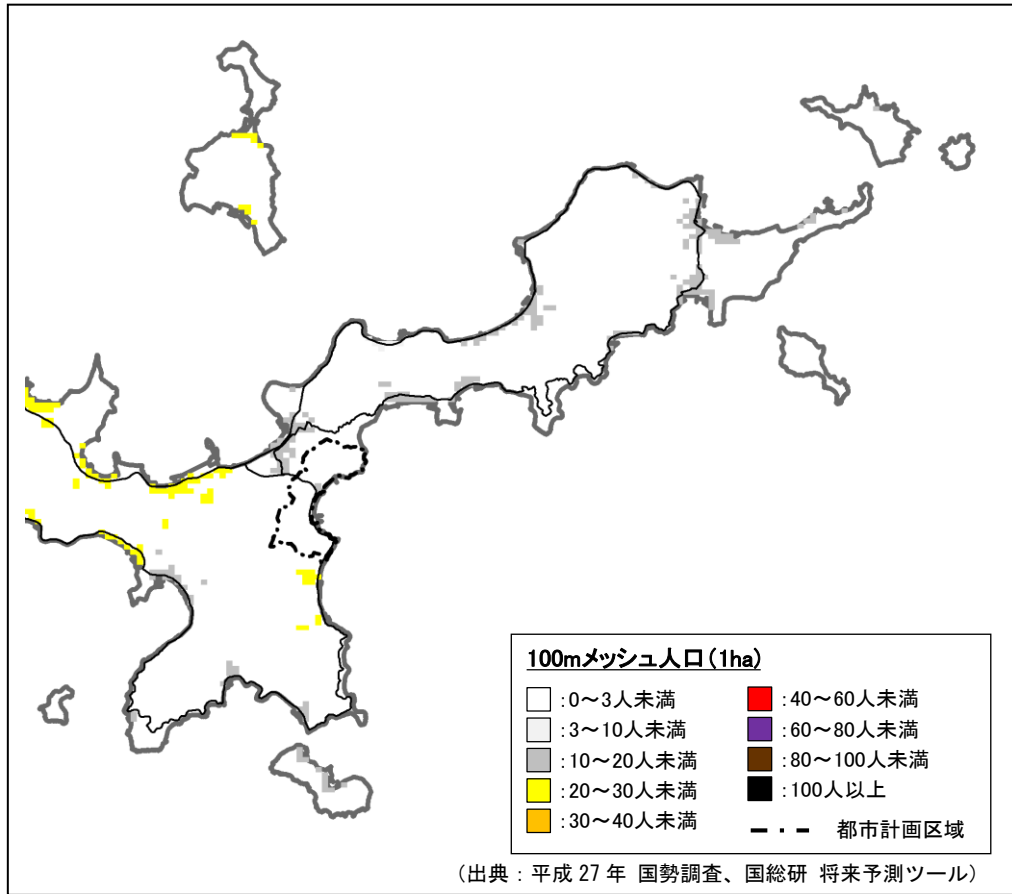 100mメッシュ人口(1ha)
:0～3人未満
:3～10人未満
:10～20人未満
:20～30人未満
:30～40人未満
:40～60人未満
:60～80人未満
:80～100人未満
:100人以上
都市計画区域
(出典：平成 27 年 国勢調査、国総研 将来予測ツール)